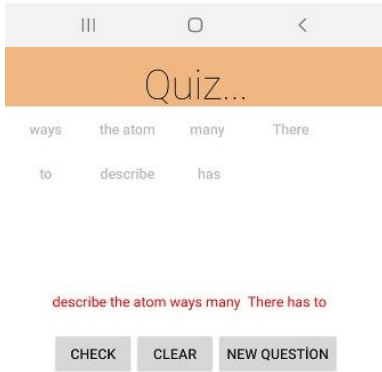 Quiz...
ways the atom many There
to describe has
describe the atom ways many There has to
CHECK CLEAR NEW QUESTİON